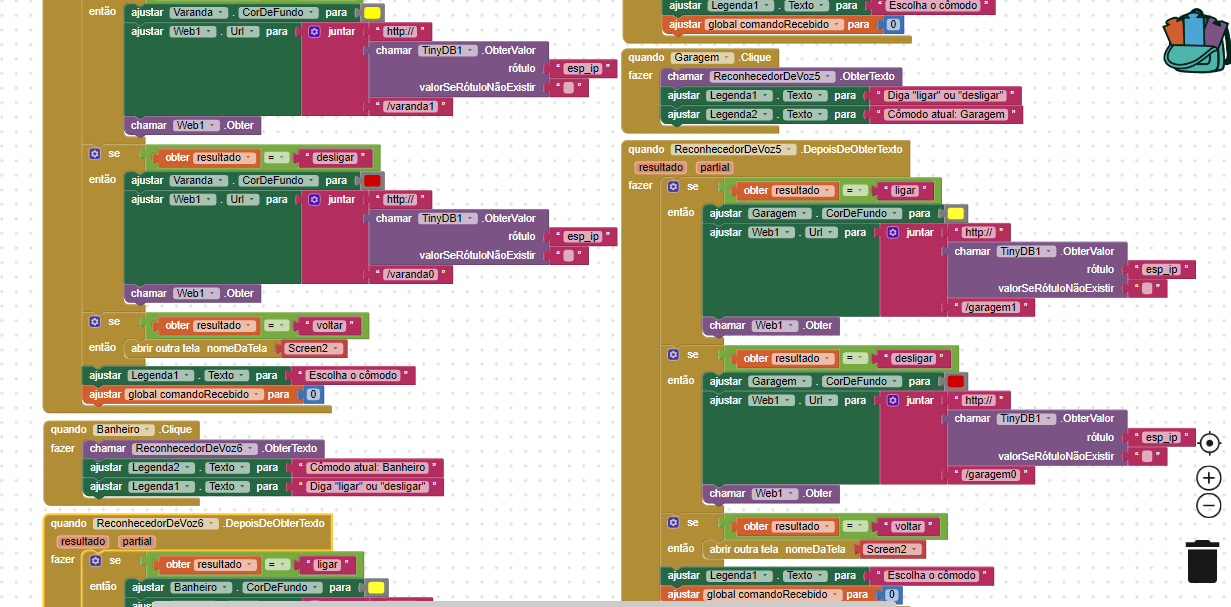 então ajustar Varanda . CorDeFundo para
ajustar Web1 . Url para juntar " http:// "
chamar TinyDB1 .ObterValor
rótulo " esp_ip "
valorSeRótuloNãoExistir " "
" /varanda1 "
chamar Web1 .Obter
se obter resultado = " desligar "
então ajustar Varanda . CorDeFundo para
ajustar Web1 . Url para juntar " http:// "
chamar TinyDB1 .ObterValor
rótulo " esp_ip "
valorSeRótuloNãoExistir " "
" /varanda0 "
chamar Web1 .Obter
se obter resultado = " voltar "
então abrir outra tela nomeDaTela Screen2
ajustar Legenda1 . Texto para " Escolha o cômodo "
ajustar global comandoRecebido para 0
quando Banheiro .Clique
fazer chamar ReconhecedorDeVoz6 .ObterTexto
ajustar Legenda2 . Texto para " Cômodo atual: Banheiro "
ajustar Legenda1 . Texto para " Diga "ligar" ou "desligar" "
quando ReconhecedorDeVoz6 .DepoisDeObterTexto
resultado partial
fazer se obter resultado = " ligar "
então ajustar Banheiro . CorDeFundo para
ajustar Legenda1 . Texto para " Escolha o cômodo "
ajustar global comandoRecebido para 0
quando Garagem .Clique
fazer chamar ReconhecedorDeVoz5 .ObterTexto
ajustar Legenda1 . Texto para " Diga "ligar" ou "desligar" "
ajustar Legenda2 . Texto para " Cômodo atual: Garagem "
quando ReconhecedorDeVoz5 .DepoisDeObterTexto
resultado partial
fazer se obter resultado = " ligar "
então ajustar Garagem . CorDeFundo para
ajustar Web1 . Url para juntar " http:// "
chamar TinyDB1 .ObterValor
rótulo " esp_ip "
valorSeRótuloNãoExistir " "
" /garagem1 "
chamar Web1 .Obter
se obter resultado = " desligar "
então ajustar Garagem . CorDeFundo para
ajustar Web1 . Url para juntar " http:// "
chamar TinyDB1 .ObterValor
rótulo " esp_ip "
valorSeRótuloNãoExistir " "
" /garagem0 "
chamar Web1 .Obter
se obter resultado = " voltar "
então abrir outra tela nomeDaTela Screen2
ajustar Legenda1 . Texto para " Escolha o cômodo "
ajustar global comandoRecebido para 0